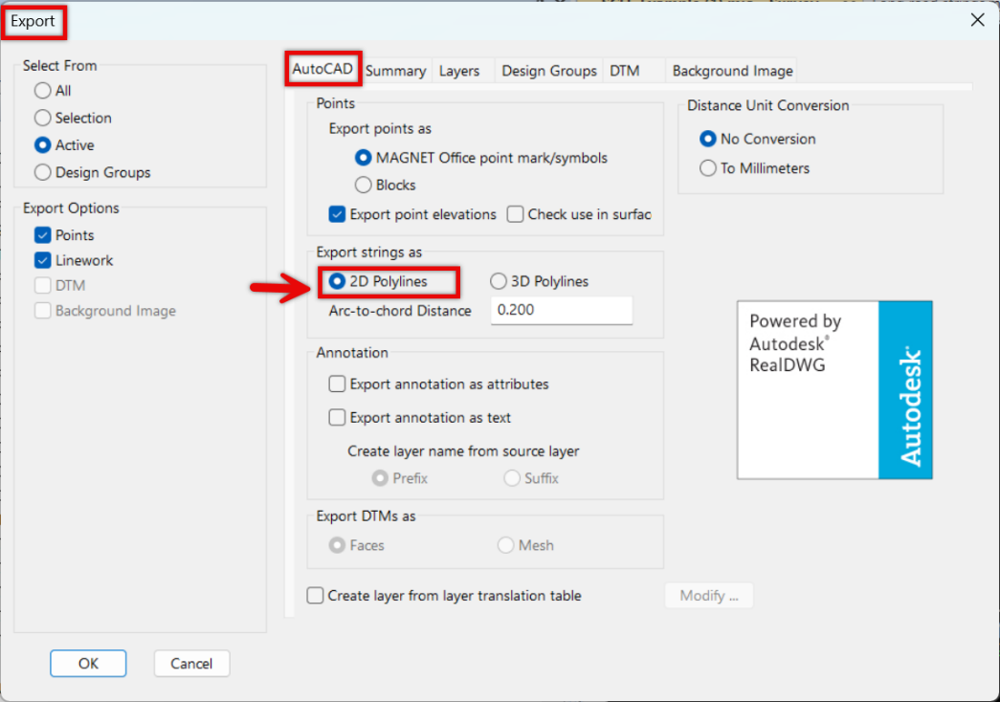 Export
Select From
All
Selection
Active
Design Groups
Export Options
Points
Linework
DTM
Background Image
AutoCAD Summary Layers Design Groups DTM Background Image
Points
Export points as
MAGNET Office point mark/symbols
Blocks
Export point elevations Check use in surfac
Export strings as
2D Polylines 3D Polylines
Arc-to-chord Distance 0.200
Annotation
Export annotation as attributes
Export annotation as text
Create layer name from source layer
Prefix Suffix
Export DTMs as
Faces Mesh
Create layer from layer translation table Modify ...
Distance Unit Conversion
No Conversion
To Millimeters
Powered by
Autodesk®
RealDWG
Autodesk®
OK Cancel